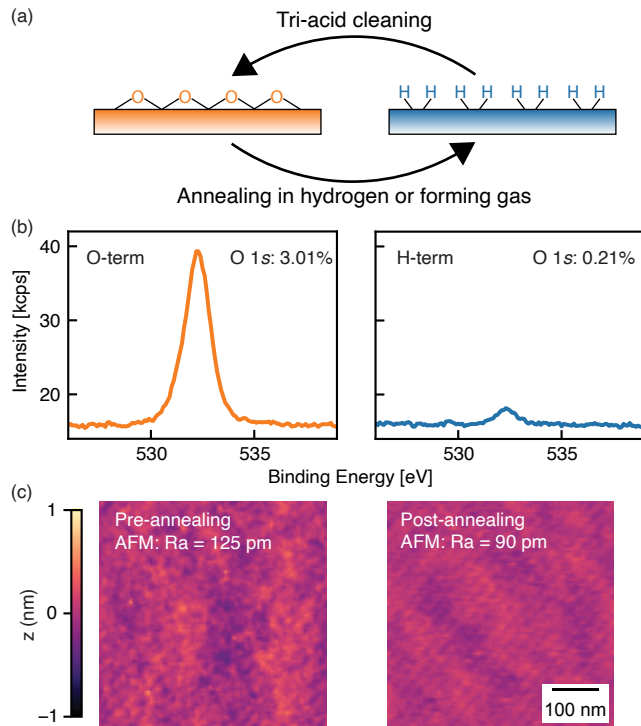 (a)
Tri-acid cleaning
O O O O
H H H H H H H H
Annealing in hydrogen or forming gas
(b)
O-term O 1s: 3.01%
H-term O 1s: 0.21%
Intensity [kcps]
40
30
20
530 535
530 535
Binding Energy [eV]
(c)
Pre-annealing
AFM: Ra = 125 pm
Post-annealing
AFM: Ra = 90 pm
z (nm)
1
0
−1
100 nm